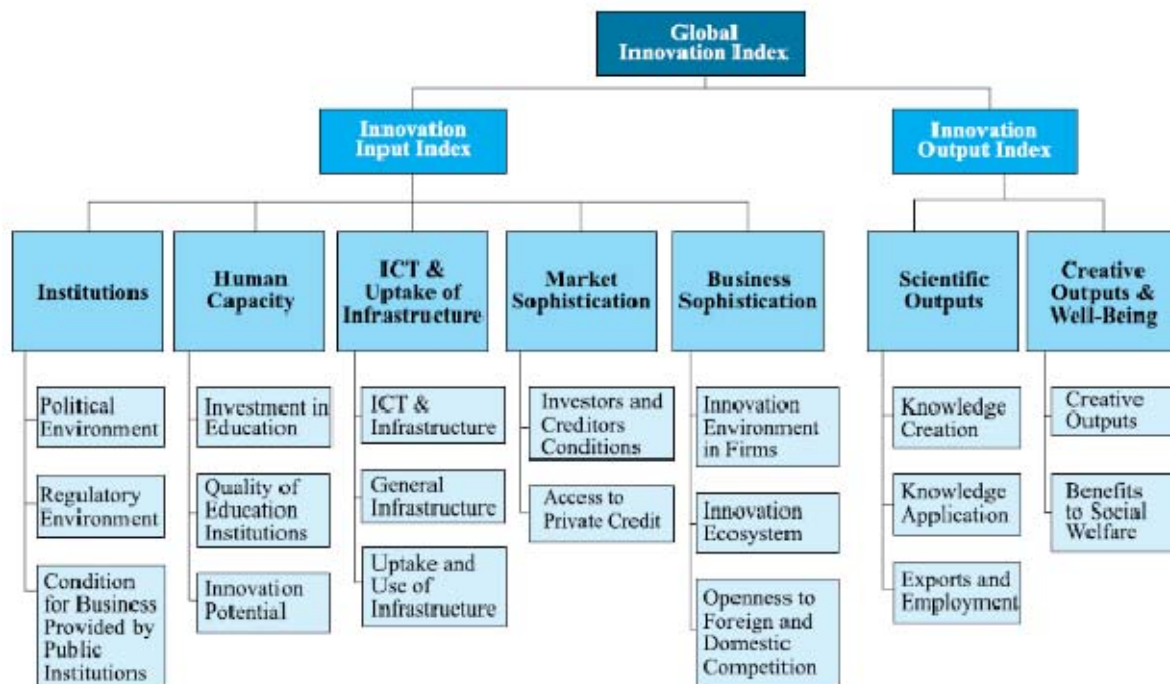 Global
Innovation Index
Innovation
Input Index
Innovation
Output Index
Institutions
Human
Capacity
ICT &
Uptake of
Infrastructure
Market
Sophistication
Business
Sophistication
Scientific
Outputs
Creative
Outputs &
Well-Being
Political
Environment
Regulatory
Environment
Condition
for Business
Provided by
Public
Institutions
Investment in
Education
Quality of
Education
Institutions
Innovation
Potential
ICT &
Infrastructure
General
Infrastructure
Uptake and
Use of
Infrastructure
Investors and
Creditors
Conditions
Access to
Private Credit
Innovation
Environment
in Firms
Innovation
Ecosystem
Openness to
Foreign and
Domestic
Competition
Knowledge
Creation
Knowledge
Application
Exports and
Employment
Creative
Outputs
Benefits
to Social
Welfare